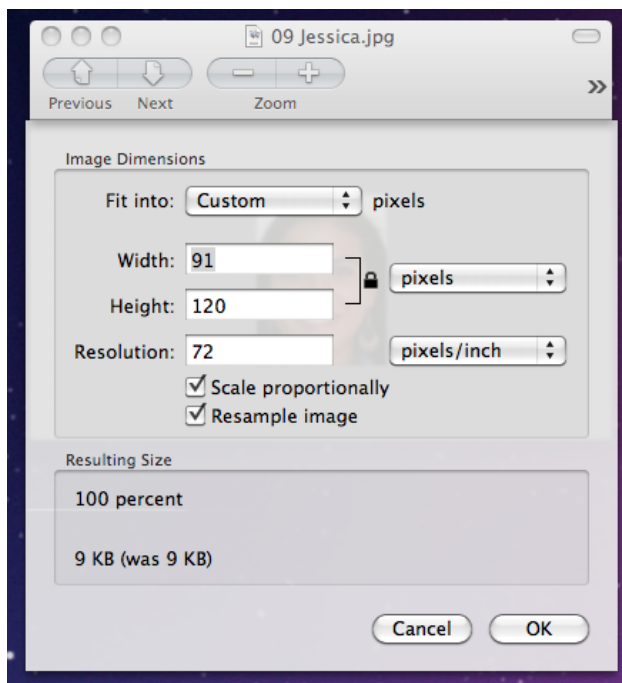 09 Jessica.jpg
Previous Next Zoom
»
Image Dimensions
Fit into: Custom pixels
Width: 91
pixels
Height: 120
Resolution: 72 pixels/inch
Scale proportionally
Resample image
Resulting Size
100 percent
9 KB (was 9 KB)
Cancel OK